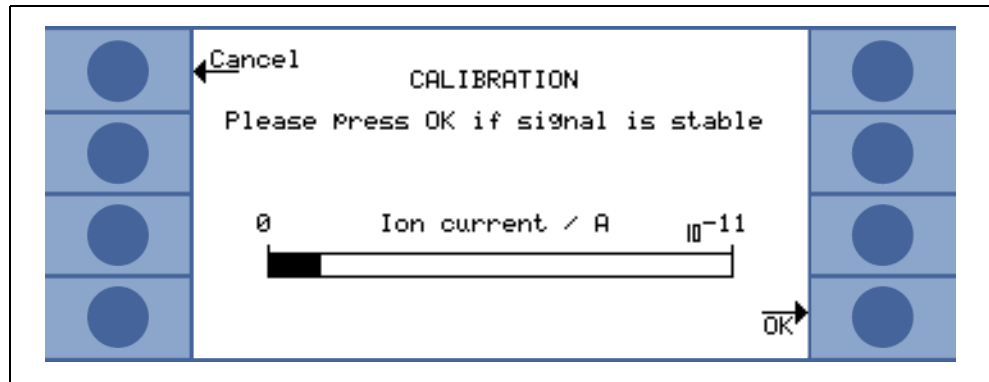 Cancel
CALIBRATION
Please press OK if signal is stable
0 Ion current / A 10-11
OK